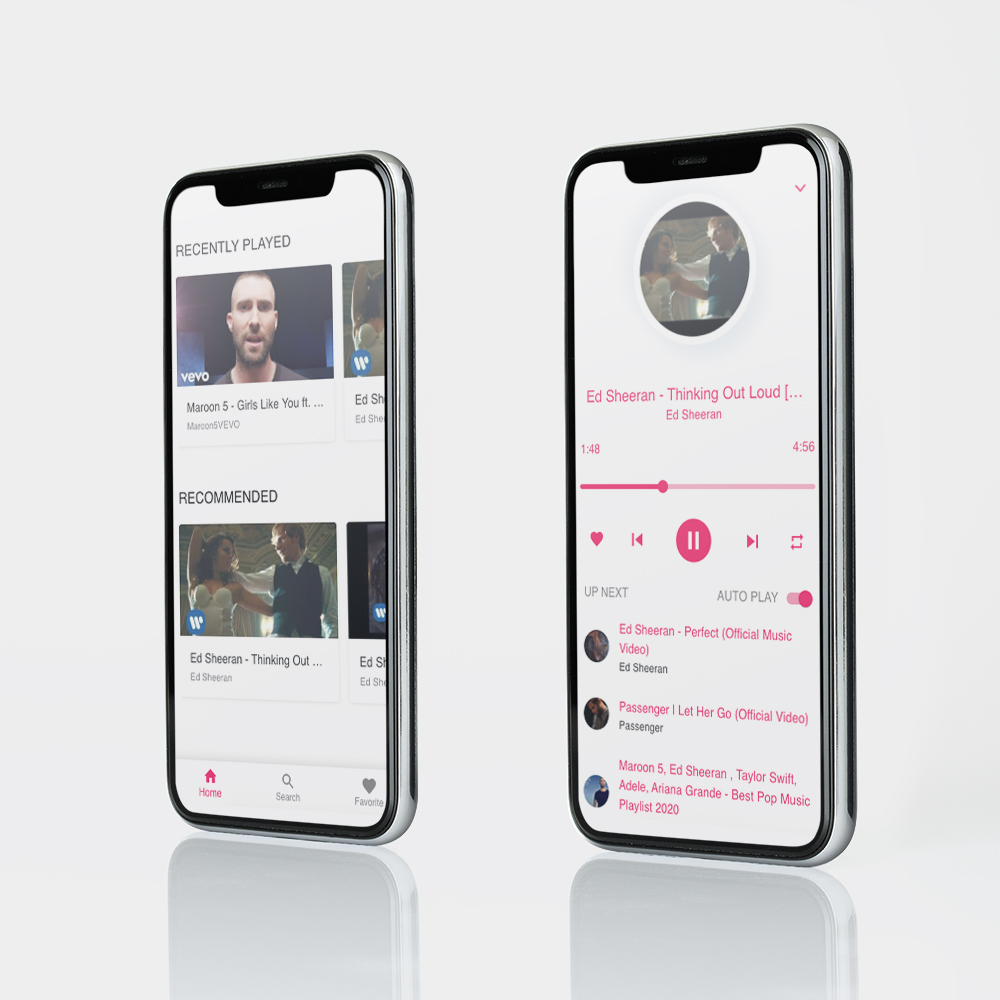 RECENTLY PLAYED
vevo
Maroon 5 - Girls Like You ft. ...
Maroon5VEVO
Ed Sh
Ed She
RECOMMENDED
Ed Sheeran - Thinking Out ...
Ed Sheeran
Ed Sh
Ed She
Home
Search
Favorite
Ed Sheeran - Thinking Out Loud [...
Ed Sheeran
1:48
4:56
UP NEXT
AUTO PLAY
Ed Sheeran - Perfect (Official Music
Video)
Ed Sheeran
Passenger | Let Her Go (Official Video)
Passenger
Maroon 5, Ed Sheeran , Taylor Swift,
Adele, Ariana Grande - Best Pop Music
Playlist 2020